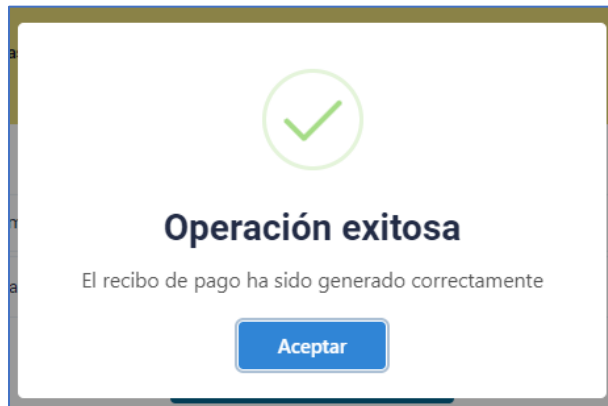 Operación exitosa
El recibo de pago ha sido generado correctamente
Aceptar